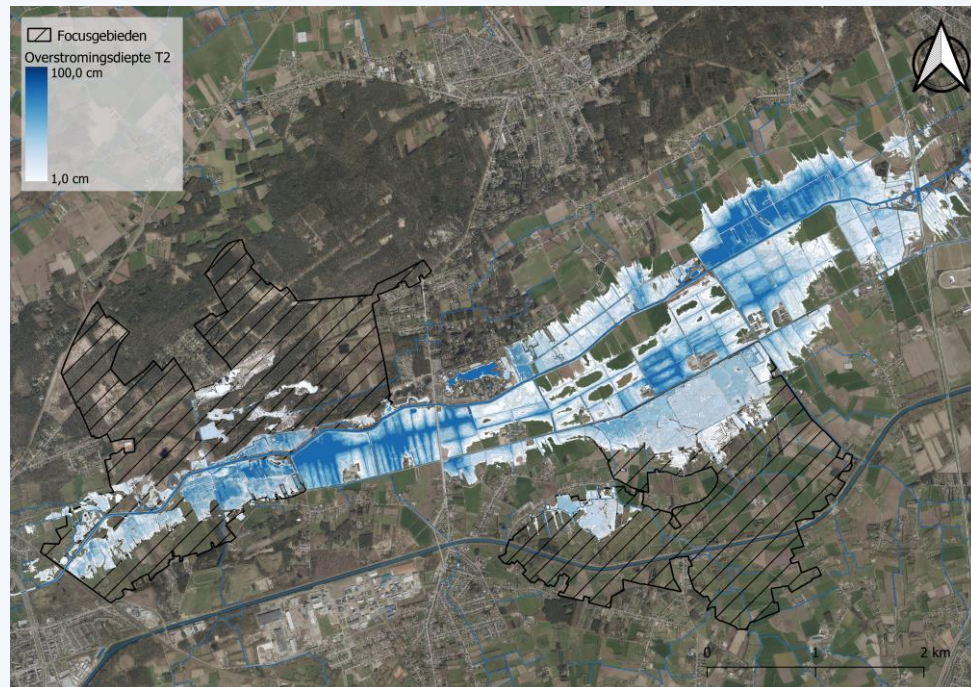 Focusgebieden
Overstromingsdiepte T2
100,0 cm
1,0 cm
0 1 2 km